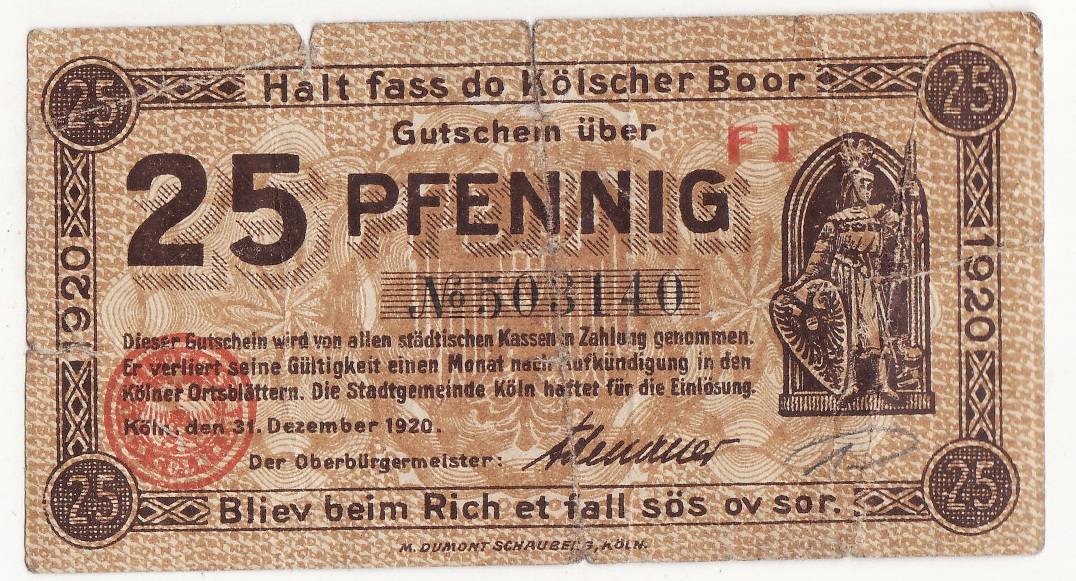 25 Halt fass do Kölscher Boor 25
Gutschein über
F I
25 PFENNIG
1920
1920
No 503140
Dieser Gutschein wird von allen städtischen Kassen in Zahlung genommen.
Er verliert seine Gültigkeit einen Monat nach Aufkündigung in den
Kölner Ortsblättern. Die Stadtgemeinde Köln haftet für die Einlösung.
Köln, den 31. Dezember 1920.
Der Oberbürgermeister: Adenauer
25 Bliev beim Rich et fall sös ov sor. 25
M. DUMONT SCHAUBERG, KÖLN.